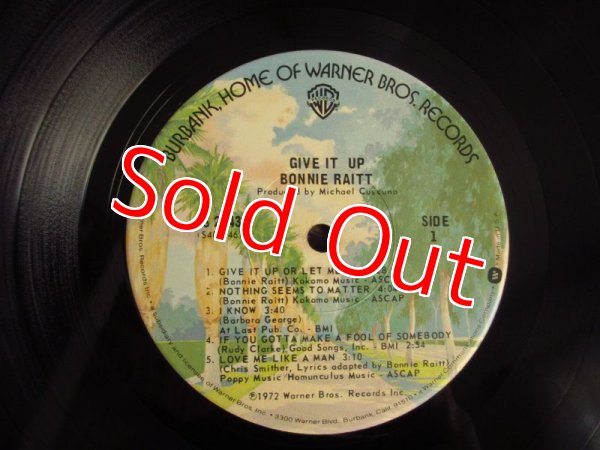 BURBANK, HOME OF WARNER BROS. RECORDS
GIVE IT UP
BONNIE RAITT
Produced by Michael Cuscuna
SIDE
1
Sold Out
1. GIVE IT UP OR LET ME
(Bonnie Raitt) Kokomo Music - ASCAP
2. NOTHING SEEMS TO MATTER
(Bonnie Raitt) Kokomo Music - ASCAP
3. I KNOW 3:40
(Barbara George)
At Last Pub. Co. - BMI
4. IF YOU GOTTA MAKE A FOOL OF SOMEBODY
(Rudy Clarke) Good Songs, Inc. - BMI 2:54
5. LOVE ME LIKE A MAN 3:10
(Chris Smither, Lyrics adapted by Bonnie Raitt)
Poppy Music/Homunculus Music - ASCAP
℗1972 Warner Bros. Records Inc.
3300 Warner Blvd. Burbank, Calif. 91510